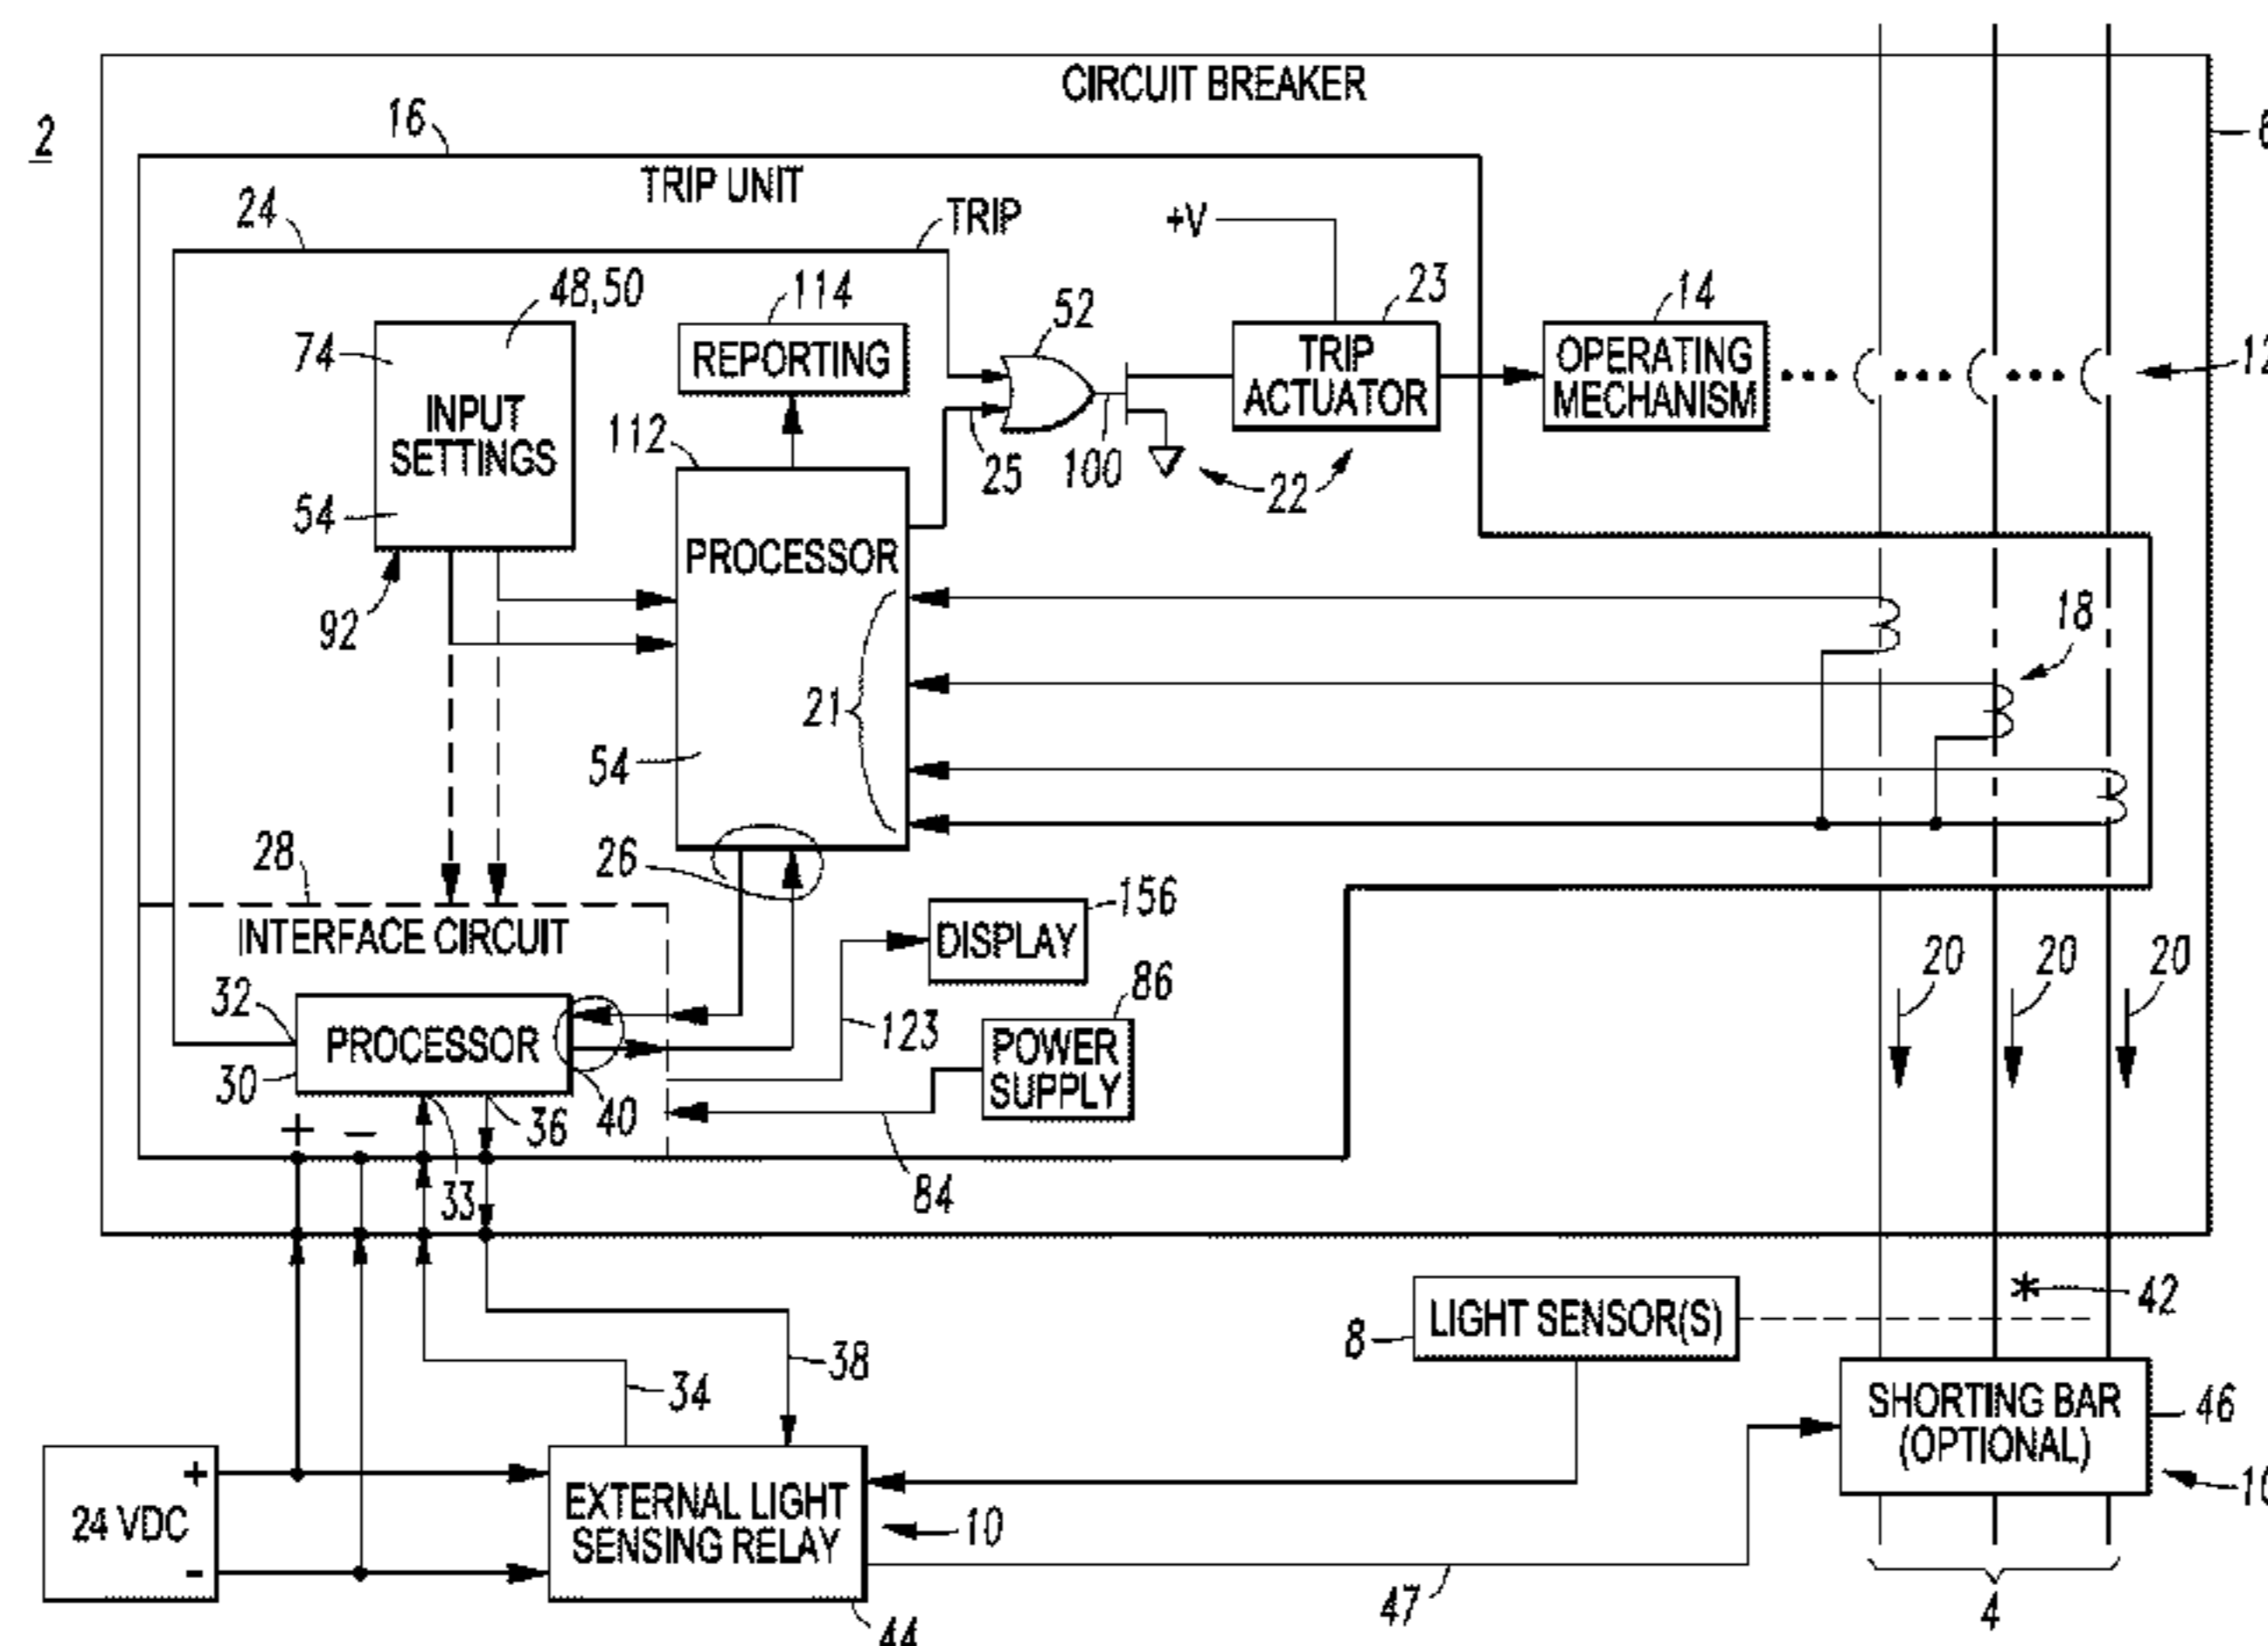 CIRCUIT BREAKER
2
16
TRIP UNIT
24
TRIP
+V
48,50
114
52
23
14
74
REPORTING
TRIP
ACTUATOR
OPERATING
MECHANISM
INPUT
SETTINGS
112
25
100
22
54
PROCESSOR
92
18
21
54
28
26
156
INTERFACE CIRCUIT
DISPLAY
20
20
20
86
32
PROCESSOR
123
POWER
SUPPLY
30
36
40
+
−
33
84
LIGHT SENSOR(S)
8
42
38
34
SHORTING BAR
(OPTIONAL)
46
+
24 VDC
-
EXTERNAL LIGHT
SENSING RELAY
10
47
4
44